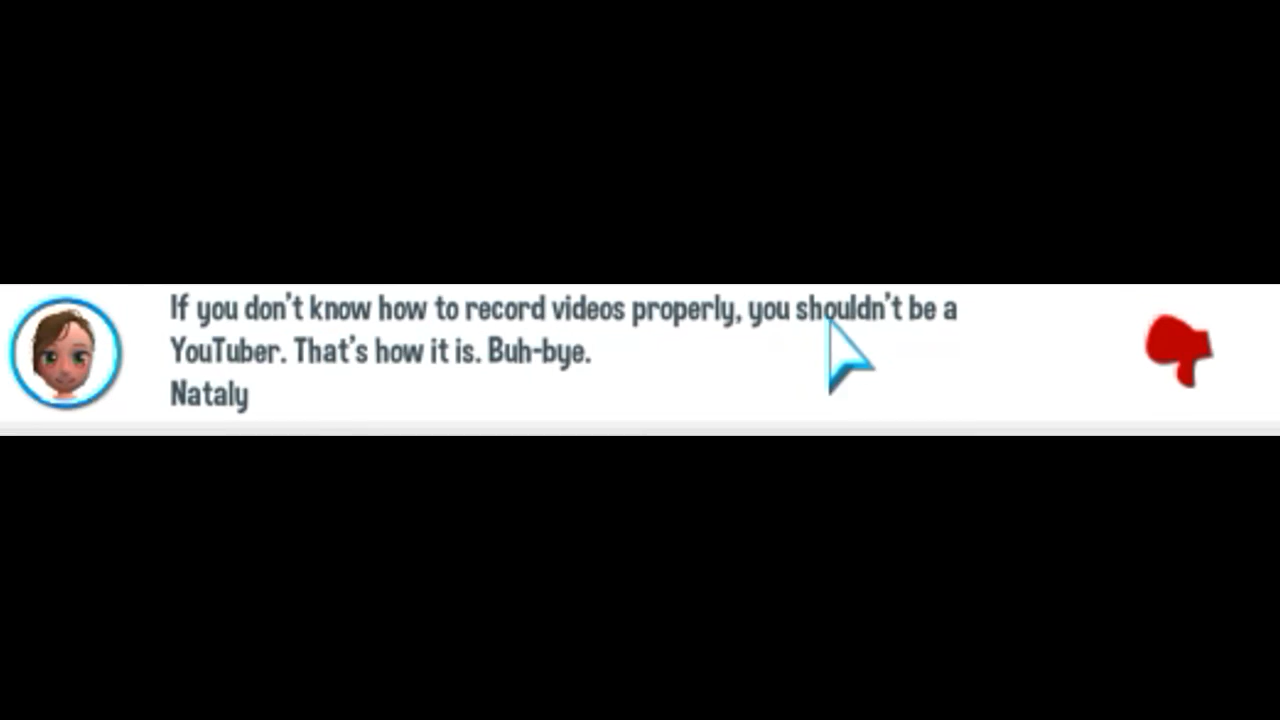 If you don't know how to record videos properly, you shouldn't be a
YouTuber. That's how it is. Buh-bye.
Nataly